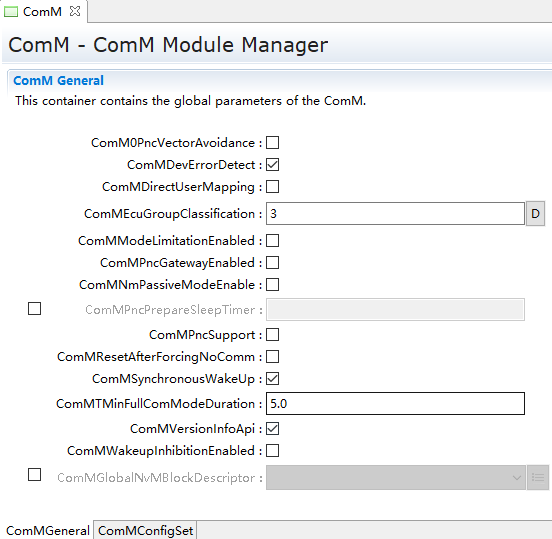 ComM
ComM - ComM Module Manager
ComM General
This container contains the global parameters of the ComM.
ComM0PncVectorAvoidance :
ComMDevErrorDetect :
ComMDirectUserMapping :
ComMEcuGroupClassification : 3 D
ComMModeLimitationEnabled :
ComMPncGatewayEnabled :
ComMNmPassiveModeEnable :
ComMPncPrepareSleepTimer :
ComMPncSupport :
ComMResetAfterForcingNoComm :
ComMSynchronousWakeUp :
ComMTMinFullComModeDuration : 5.0
ComMVersionInfoApi :
ComMWakeupInhibitionEnabled :
ComMGlobalNvMBlockDescriptor :
ComMGeneral ComMConfigSet